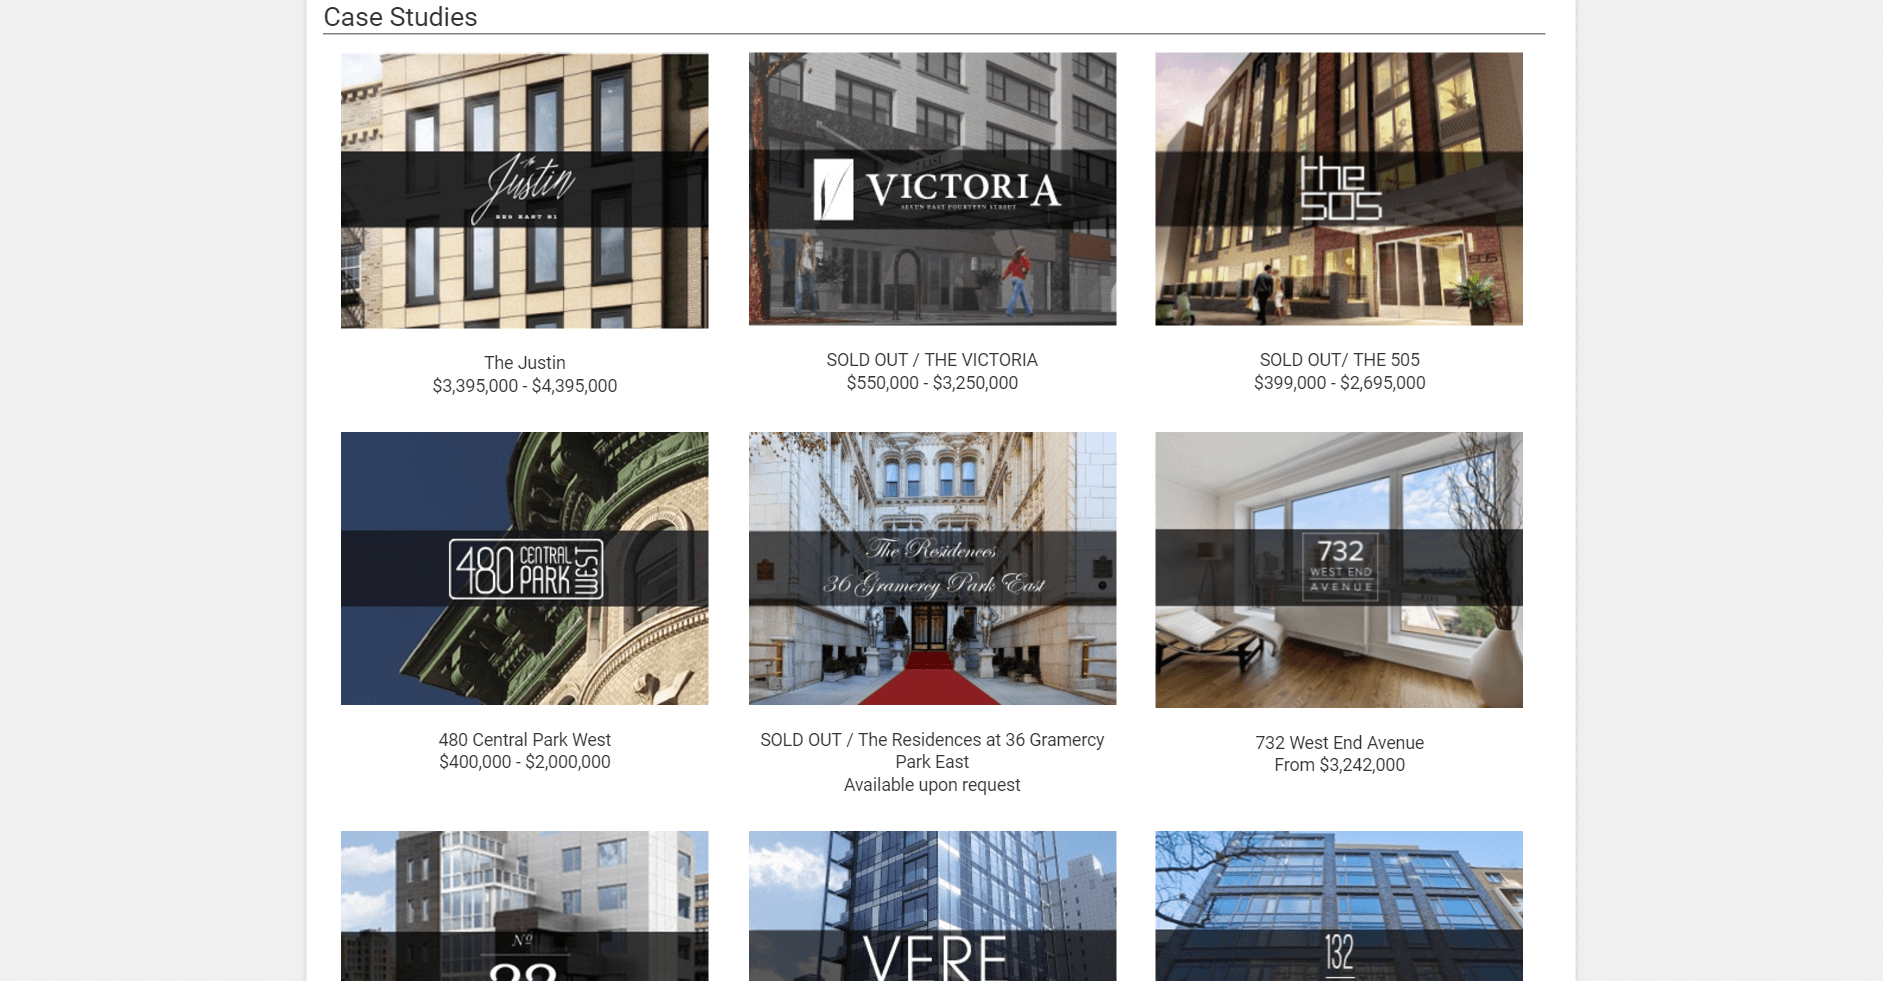 Case Studies
The
Justin
EAST 81
VICTORIA
SEVEN EAST FOURTEEN STREET
the
505
The Justin
$3,395,000 - $4,395,000
SOLD OUT / THE VICTORIA
$550,000 - $3,250,000
SOLD OUT/ THE 505
$399,000 - $2,695,000
480 CENTRAL PARK WEST
The Residences
36 Gramercy Park East
732
WEST END
AVENUE
480 Central Park West
$400,000 - $2,000,000
SOLD OUT / The Residences at 36 Gramercy
Park East
Available upon request
732 West End Avenue
From $3,242,000
Nº
VERE
132